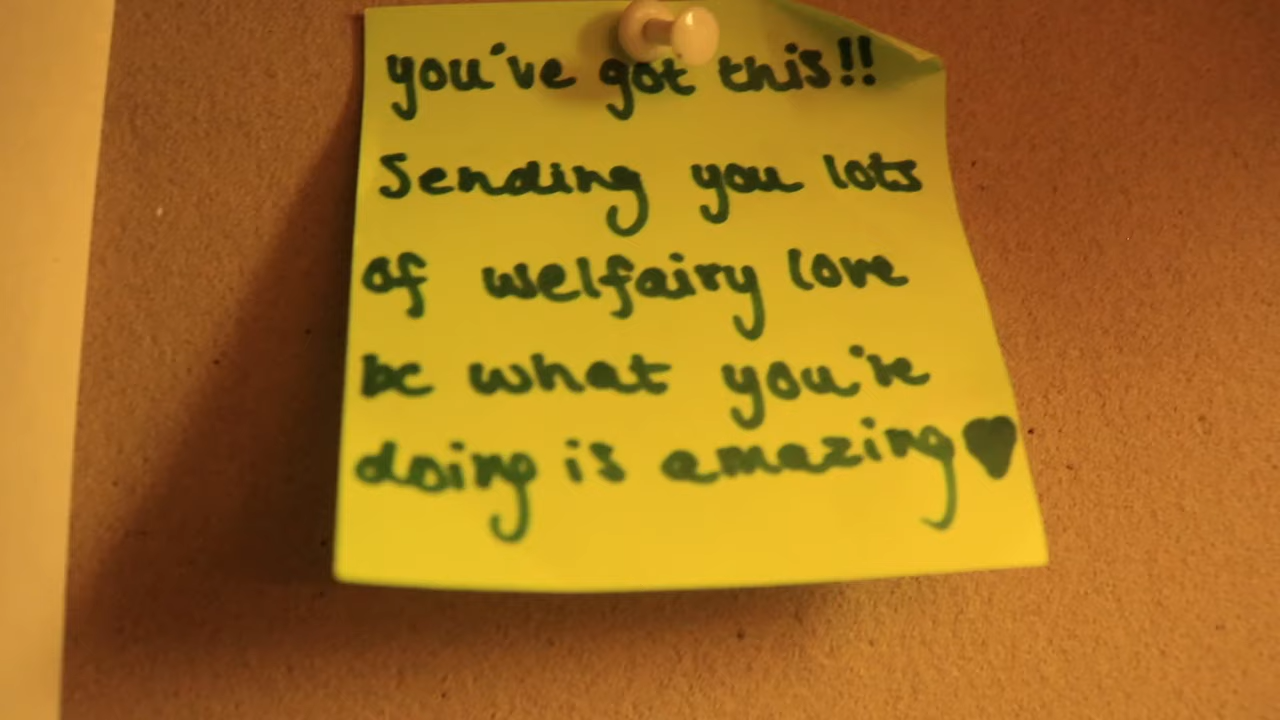 you've got this!!
Sending you lots
of welfairy love
bc what you're
doing is amazing♥